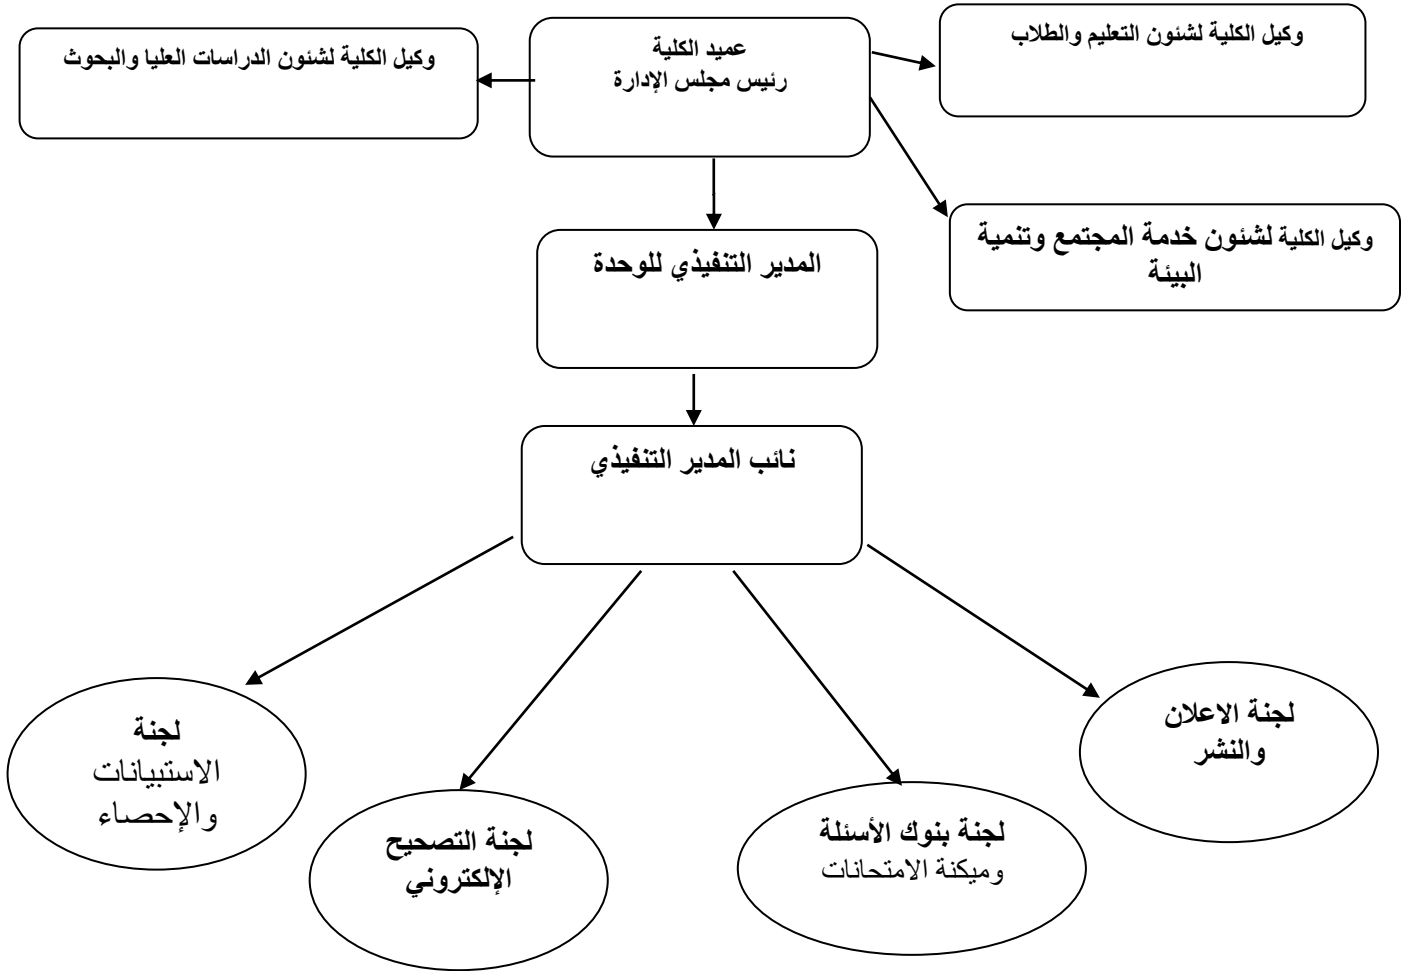 وكيل الكلية لشئون التعليم والطلاب
عميد الكلية
رئيس مجلس الإدارة
وكيل الكلية لشئون الدراسات العليا والبحوث
وكيل الكلية لشئون خدمة المجتمع وتنمية
البيئة
المدير التنفيذي للوحدة
نائب المدير التنفيذي
لجنة الاعلان
والنشر
لجنة بنوك الأسئلة
وميكنة الامتحانات
لجنة التصحيح
الإلكتروني
لجنة
الاستبيانات
والإحصاء